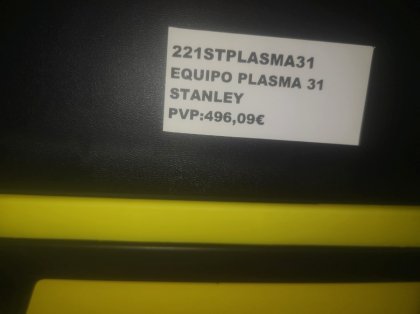 221STPLASMA31
EQUIPO PLASMA 31
STANLEY
PVP:496,09€